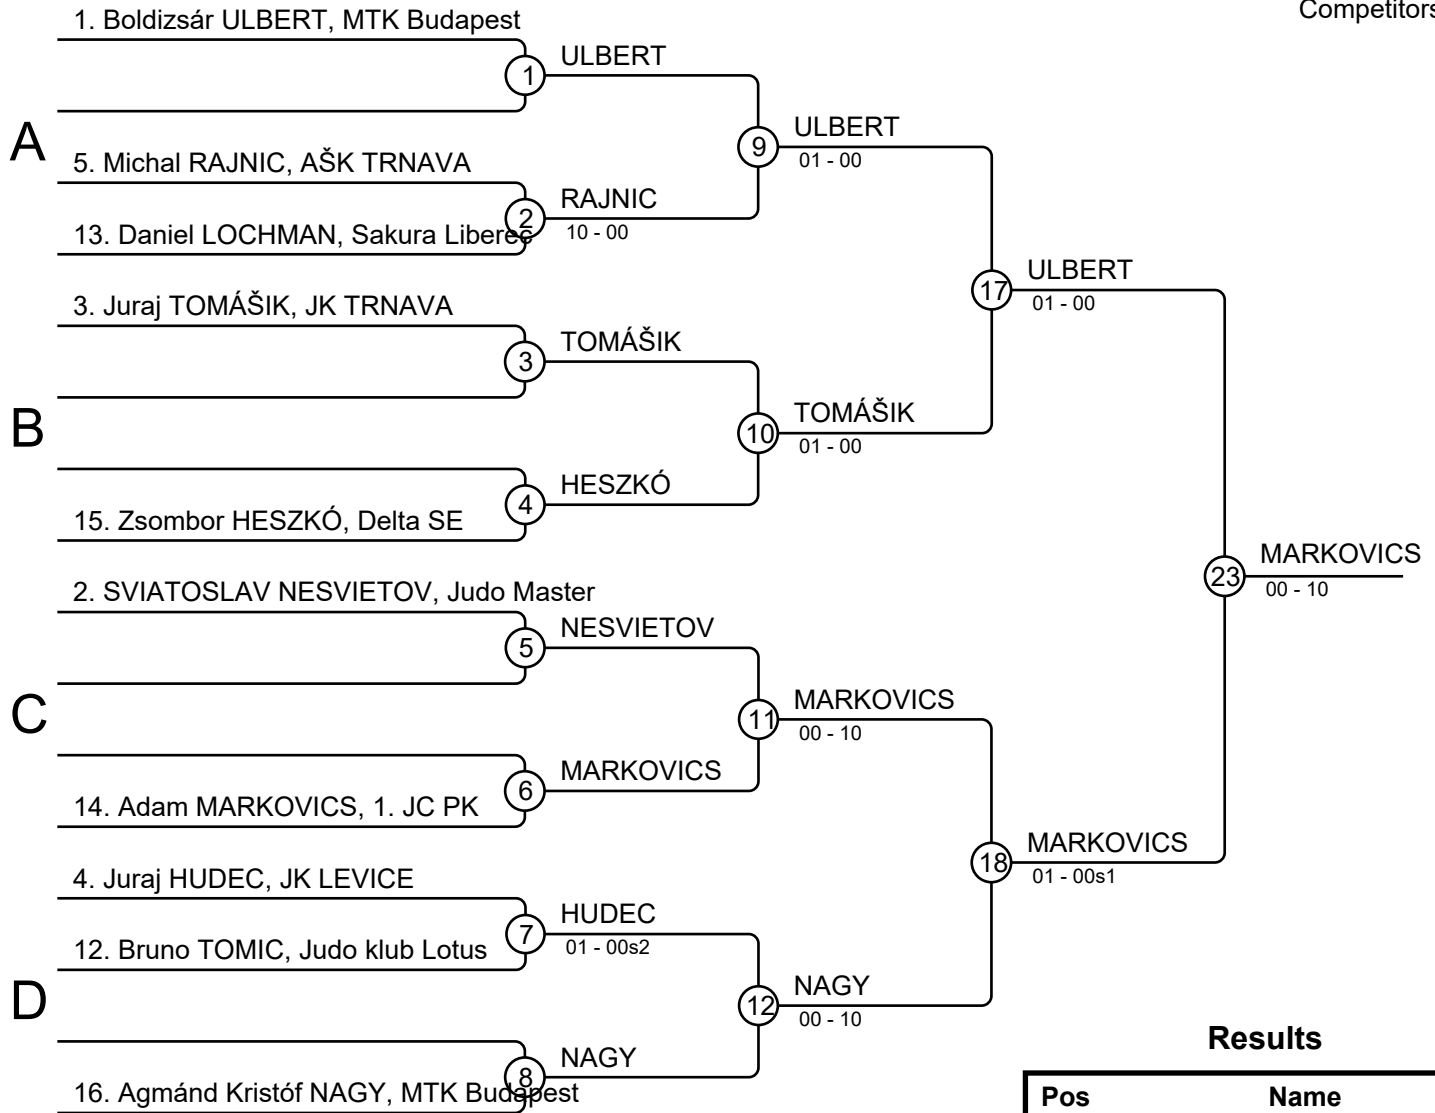 Competitors
1. Boldizsár ULBERT, MTK Budapest
ULBERT
1
A
ULBERT
9
01 - 00
5. Michal RAJNIC, AŠK TRNAVA
RAJNIC
2
10 - 00
13. Daniel LOCHMAN, Sakura Liberec
ULBERT
17
01 - 00
3. Juraj TOMÁŠIK, JK TRNAVA
TOMÁŠIK
3
B
TOMÁŠIK
10
01 - 00
HESZKÓ
4
15. Zsombor HESZKÓ, Delta SE
MARKOVICS
23
00 - 10
2. SVIATOSLAV NESVIETOV, Judo Master
NESVIETOV
5
C
MARKOVICS
11
00 - 10
MARKOVICS
6
14. Adam MARKOVICS, 1. JC PK
MARKOVICS
18
01 - 00s1
4. Juraj HUDEC, JK LEVICE
HUDEC
7
01 - 00s2
12. Bruno TOMIC, Judo klub Lotus
D
NAGY
12
00 - 10
NAGY
8
16. Agmánd Kristóf NAGY, MTK Budapest
Results
Pos Name